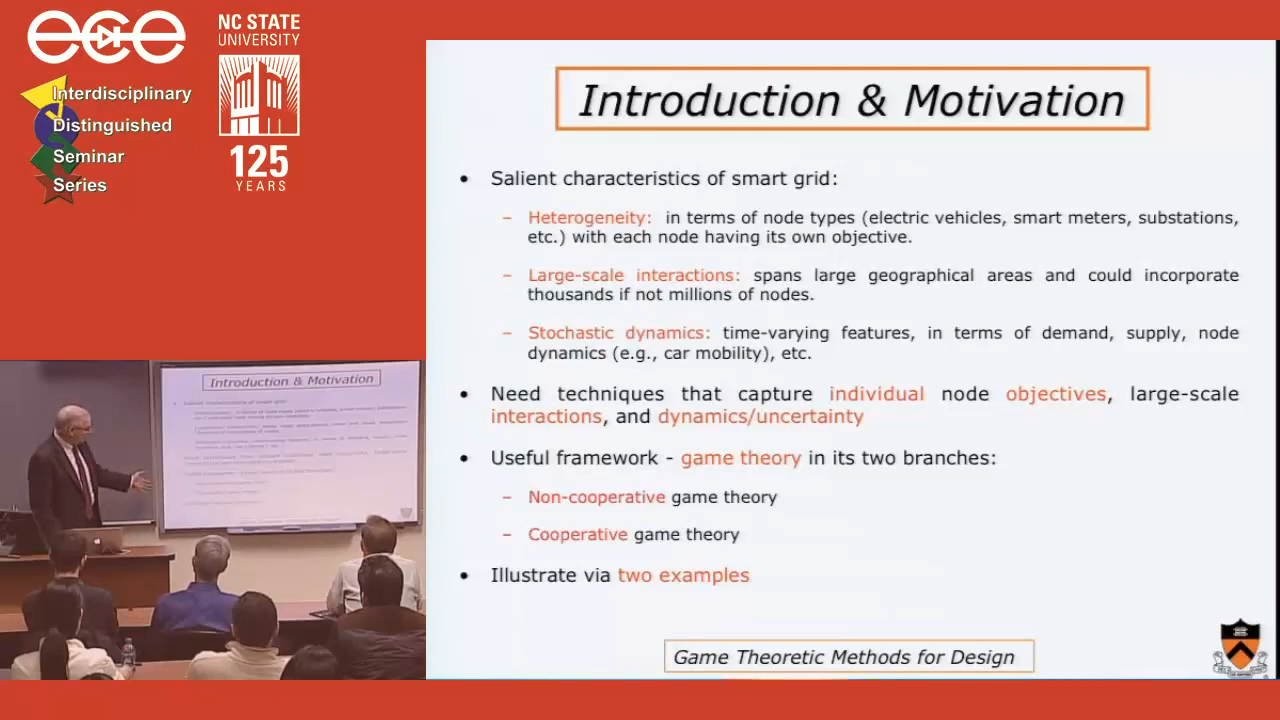 ece
Interdisciplinary
Distinguished
Seminar
Series
NC STATE
UNIVERSITY
125
YEARS
Introduction & Motivation
• Salient characteristics of smart grid:
– Heterogeneity: in terms of node types (electric vehicles, smart meters, substations,
etc.) with each node having its own objective.
– Large-scale interactions: spans large geographical areas and could incorporate
thousands if not millions of nodes.
– Stochastic dynamics: time-varying features, in terms of demand, supply, node
dynamics (e.g., car mobility), etc.
• Need techniques that capture individual node objectives, large-scale
interactions, and dynamics/uncertainty
• Useful framework - game theory in its two branches:
– Non-cooperative game theory
– Cooperative game theory
• Illustrate via two examples
Game Theoretic Methods for Design
Introduction & Motivation